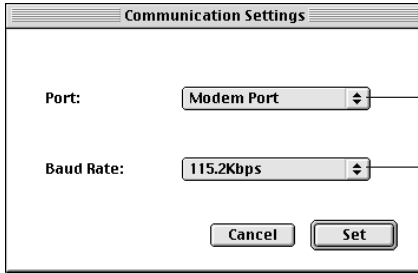 Communication Settings
Port: Modem Port
Baud Rate: 115.2Kbps
Cancel Set